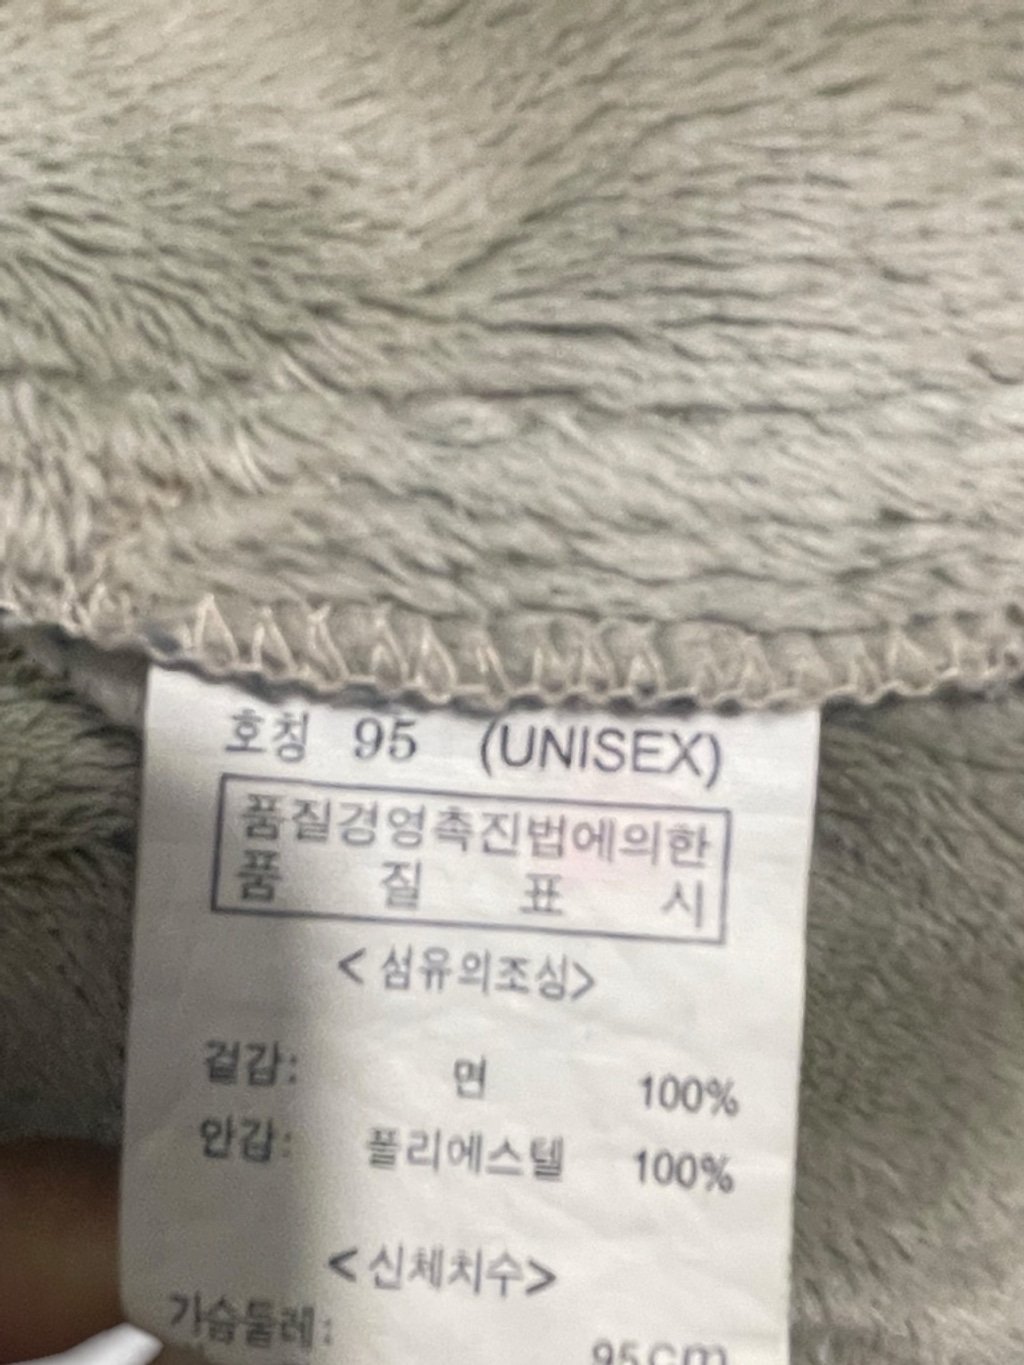 호칭 95 (UNISEX)
품질경영촉진법에의한
품 질 표 시
<섬유의조성>
겉감: 면 100%
안감: 폴리에스텔 100%
<신체치수>
가슴둘레: 95cm